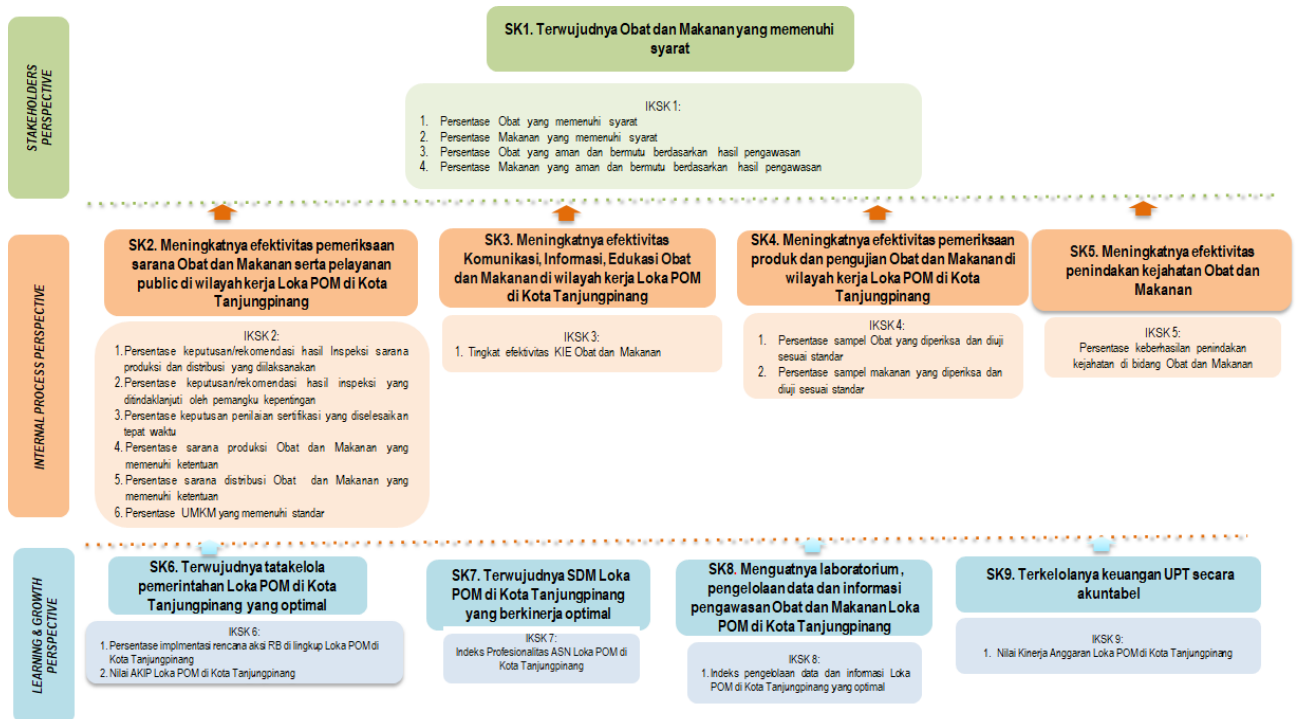 STAKEHOLDERS
PERSPECTIVE
SK1. Terwujudnya Obat dan Makanan yang memenuhi
syarat
IKSK 1:
1. Persentase Obat yang memenuhi syarat
2. Persentase Makanan yang memenuhi syarat
3. Persentase Obat yang aman dan bermutu berdasarkan hasil pengawasan
4. Persentase Makanan yang aman dan bermutu berdasarkan hasil pengawasan
INTERNAL PROCESS PERSPECTIVE
SK2. Meningkatnya efektivitas pemeriksaan
sarana Obat dan Makanan serta pelayanan
public di wilayah kerja Loka POM di Kota
Tanjungpinang
IKSK 2:
1. Persentase keputusan/rekomendasi hasil Inspeksi sarana
produksi dan distribusi yang dilaksanakan
2. Persentase keputusan/rekomendasi hasil inspeksi yang
ditindaklanjuti oleh pemangku kepentingan
3. Persentase keputusan penilaian sertifikasi yang diselesaikan
tepat waktu
4. Persentase sarana produksi Obat dan Makanan yang
memenuhi ketentuan
5. Persentase sarana distribusi Obat dan Makanan yang
memenuhi ketentuan
6. Persentase UMKM yang memenuhi standar
SK3. Meningkatnya efektivitas
Komunikasi, Informasi, Edukasi Obat
dan Makanan di wilayah kerja Loka POM
di Kota Tanjungpinang
IKSK 3:
1. Tingkat efektivitas KIE Obat dan Makanan
SK4. Meningkatnya efektivitas pemeriksaan
produk dan pengujian Obat dan Makanan di
wilayah kerja Loka POM di Kota
Tanjungpinang
IKSK 4:
1. Persentase sampel Obat yang diperiksa dan diuji
sesuai standar
2. Persentase sampel makanan yang diperiksa dan
diuji sesuai standar
SK5. Meningkatnya efektivitas
penindakan kejahatan Obat dan
Makanan
IKSK 5:
Persentase keberhasilan penindakan
kejahatan di bidang Obat dan Makanan
LEARNING & GROWTH
PERSPECTIVE
SK6. Terwujudnya tatakelola
pemerintahan Loka POM di Kota
Tanjungpinang yang optimal
IKSK 6:
1. Persentase implmentasi rencana aksi RB di lingkup Loka POM di
Kota Tanjungpinang
2. Nilai AKIP Loka POM di Kota Tanjungpinang
SK7. Terwujudnya SDM Loka
POM di Kota Tanjungpinang
yang berkinerja optimal
IKSK 7:
Indeks Profesionalitas ASN Loka POM di
Kota Tanjungpinang
SK8. Menguatnya laboratorium,
pengelolaan data dan informasi
pengawasan Obat dan Makanan Loka
POM di Kota Tanjungpinang
IKSK 8:
1. Indeks pengelolaan data dan informasi Loka
POM di Kota Tanjungpinang yang optimal
SK9. Terkelolanya keuangan UPT secara
akuntabel
IKSK 9:
1. Nilai Kinerja Anggaran Loka POM di Kota Tanjungpinang